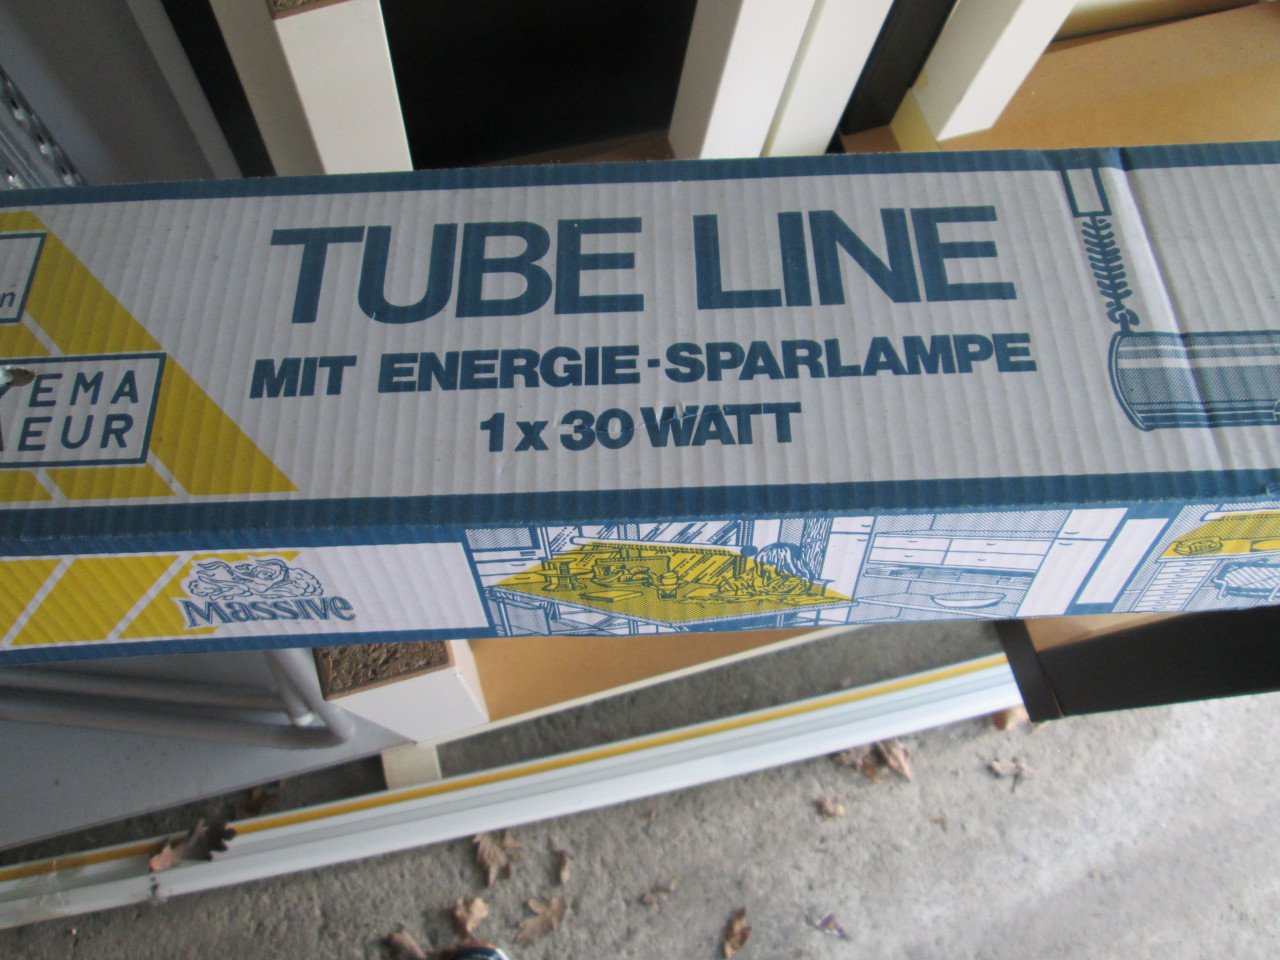 TUBE LINE
MIT ENERGIE-SPARLAMPE
1 x 30 WATT
EMA
EUR
Massive